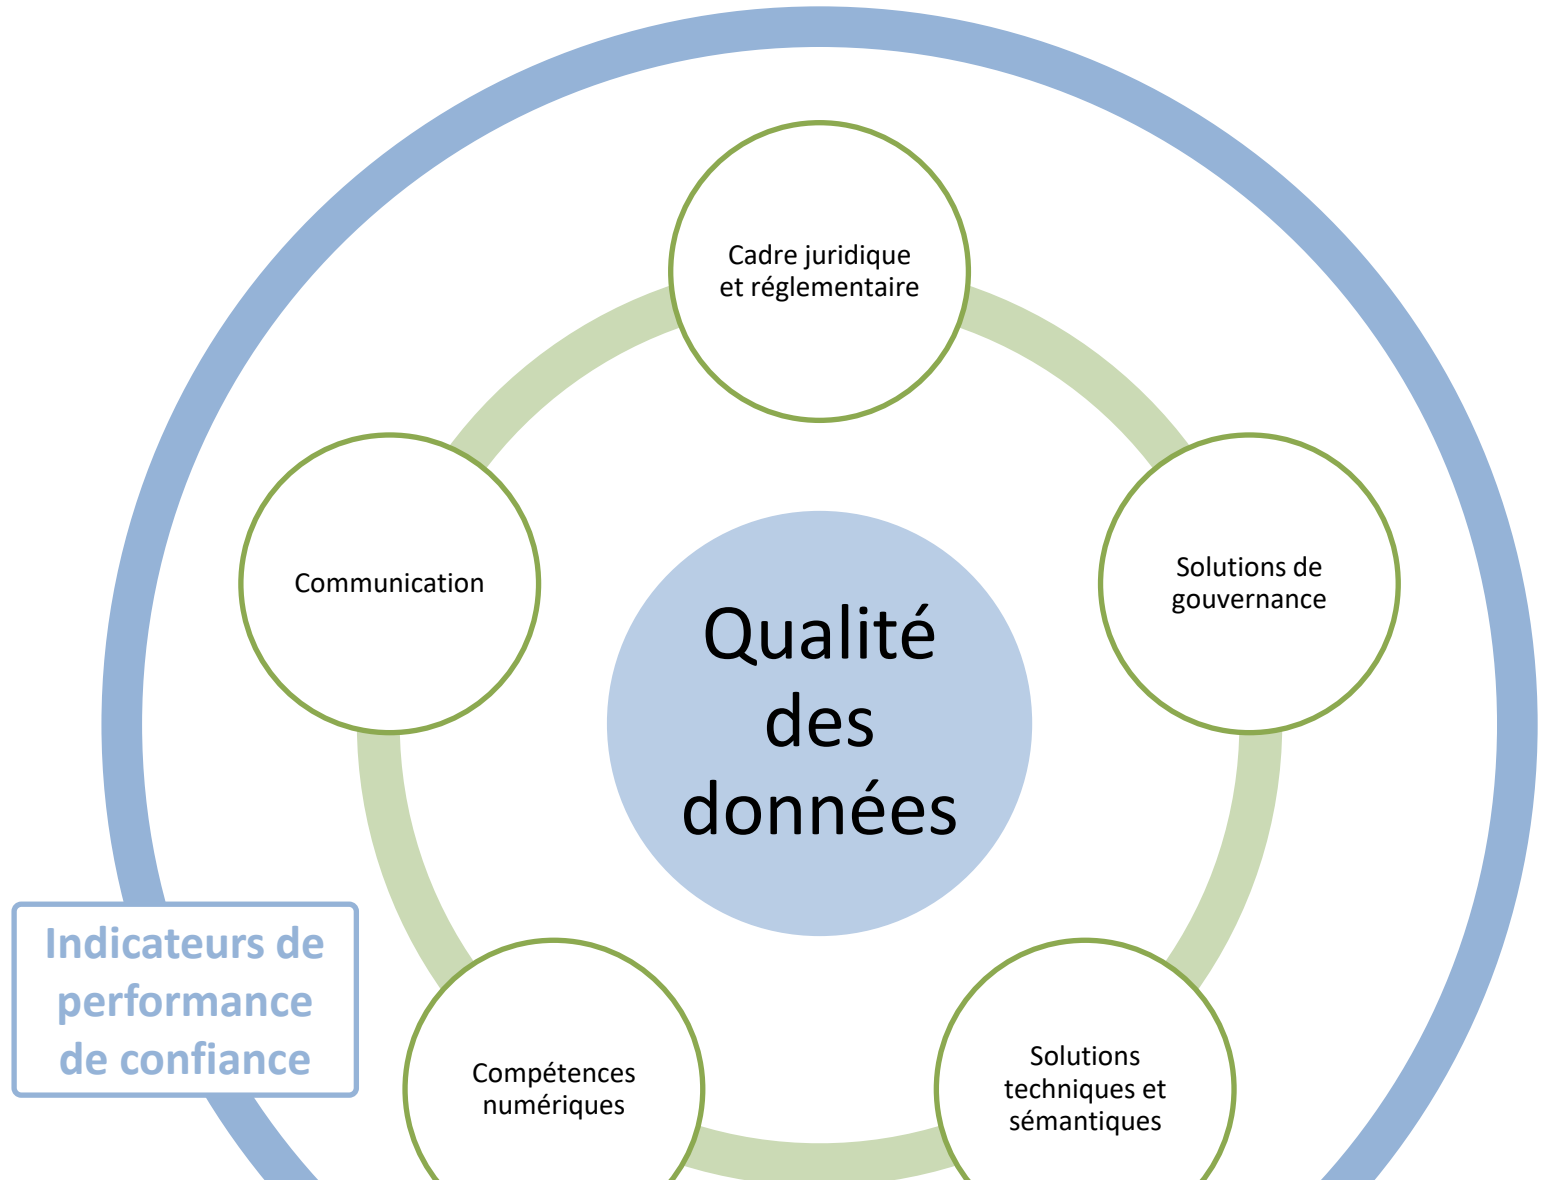 Cadre juridique
et réglementaire
Communication
Solutions de
gouvernance
Qualité
des
données
Indicateurs de
performance
de confiance
Compétences
numériques
Solutions
techniques et
sémantiques